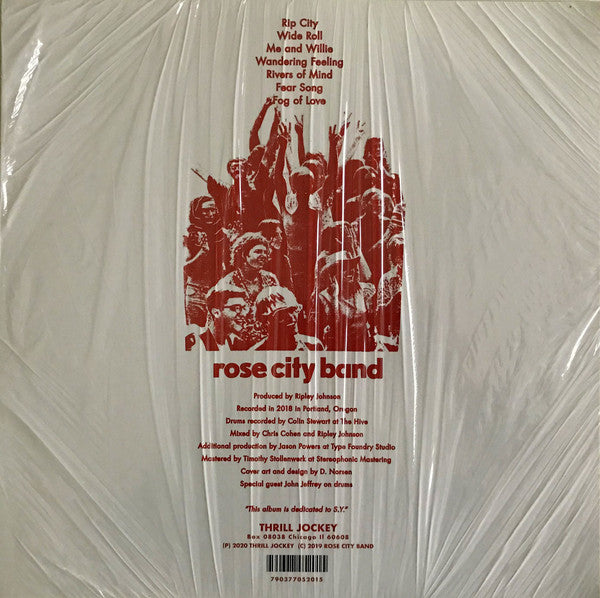 Rip City
Wide Roll
Me and Willie
Wandering Feeling
Rivers of Mind
Fear Song
Fog of Love
rose city band
Produced by Ripley Johnson
Recorded in 2018 in Portland, Oregon
Drums recorded by Colin Stewart at The Hive
Mixed by Chris Cohen and Ripley Johnson
Additional production by Jason Powers at Type Foundry Studio
Mastered by Timothy Stollenwerk at Stereophonic Mastering
Cover art and design by D. Norsen
Special guest John Jeffrey on drums
"This album is dedicated to S.Y."
THRILL JOCKEY
Box 08038 Chicago Il 60608
(P) 2020 THRILL JOCKEY (C) 2019 ROSE CITY BAND
790377052015